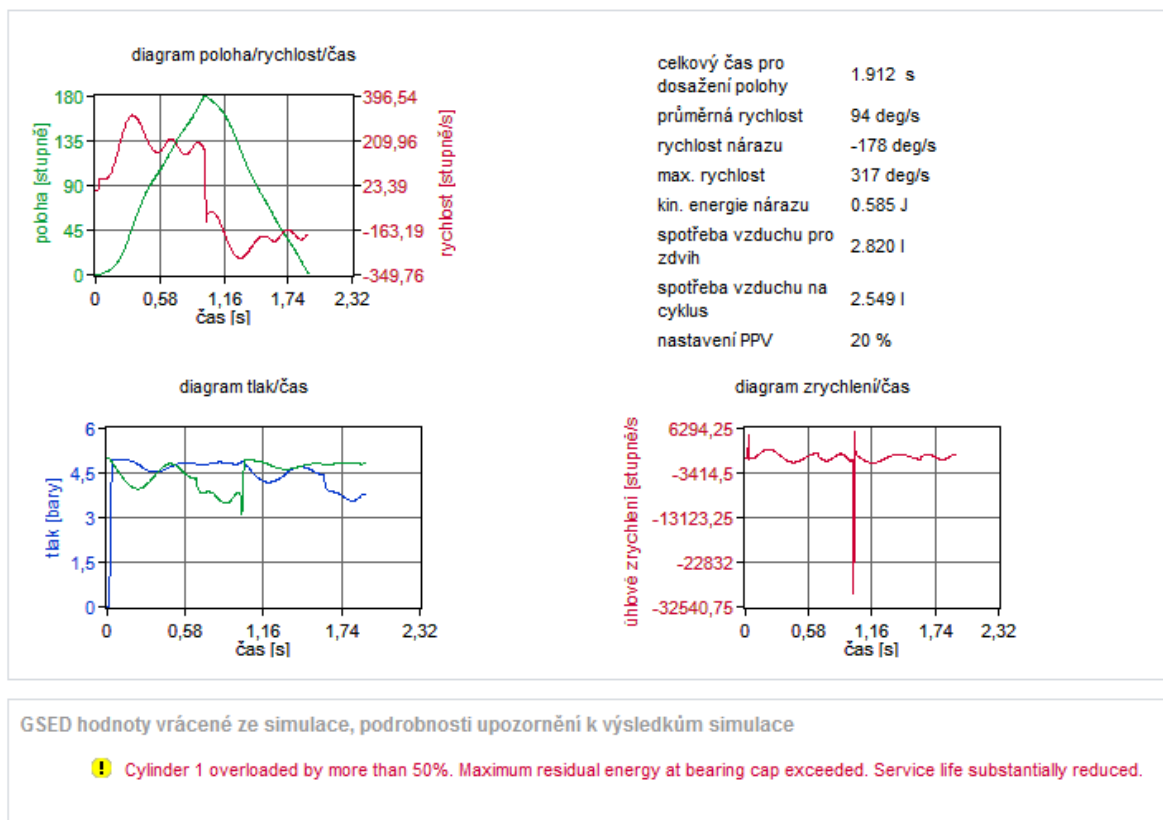 diagram poloha/rychlost/čas
poloha [stupně]
180
135
90
45
0
396,54
209,96
23,39
-163,19
-349,76
rychlost [stupně/s]
0 0,58 1,16 1,74 2,32
čas [s]
celkový čas pro
dosažení polohy
1.912 s
průměrná rychlost 94 deg/s
rychlost nárazu -178 deg/s
max. rychlost 317 deg/s
kin. energie nárazu 0.585 J
spotřeba vzduchu pro
zdvih
2.820 l
spotřeba vzduchu na
cyklus
2.549 l
nastavení PPV 20 %
diagram tlak/čas
tlak [bary]
6
4,5
3
1,5
0
0 0,58 1,16 1,74 2,32
čas [s]
diagram zrychlení/čas
úhlové zrychlení [stupně/s
6294,25
-3414,5
-13123,25
-22832
-32540,75
0 0,58 1,16 1,74 2,32
čas [s]
GSED hodnoty vrácené ze simulace, podrobnosti upozornění k výsledkům simulace
! Cylinder 1 overloaded by more than 50%. Maximum residual energy at bearing cap exceeded. Service life substantially reduced.